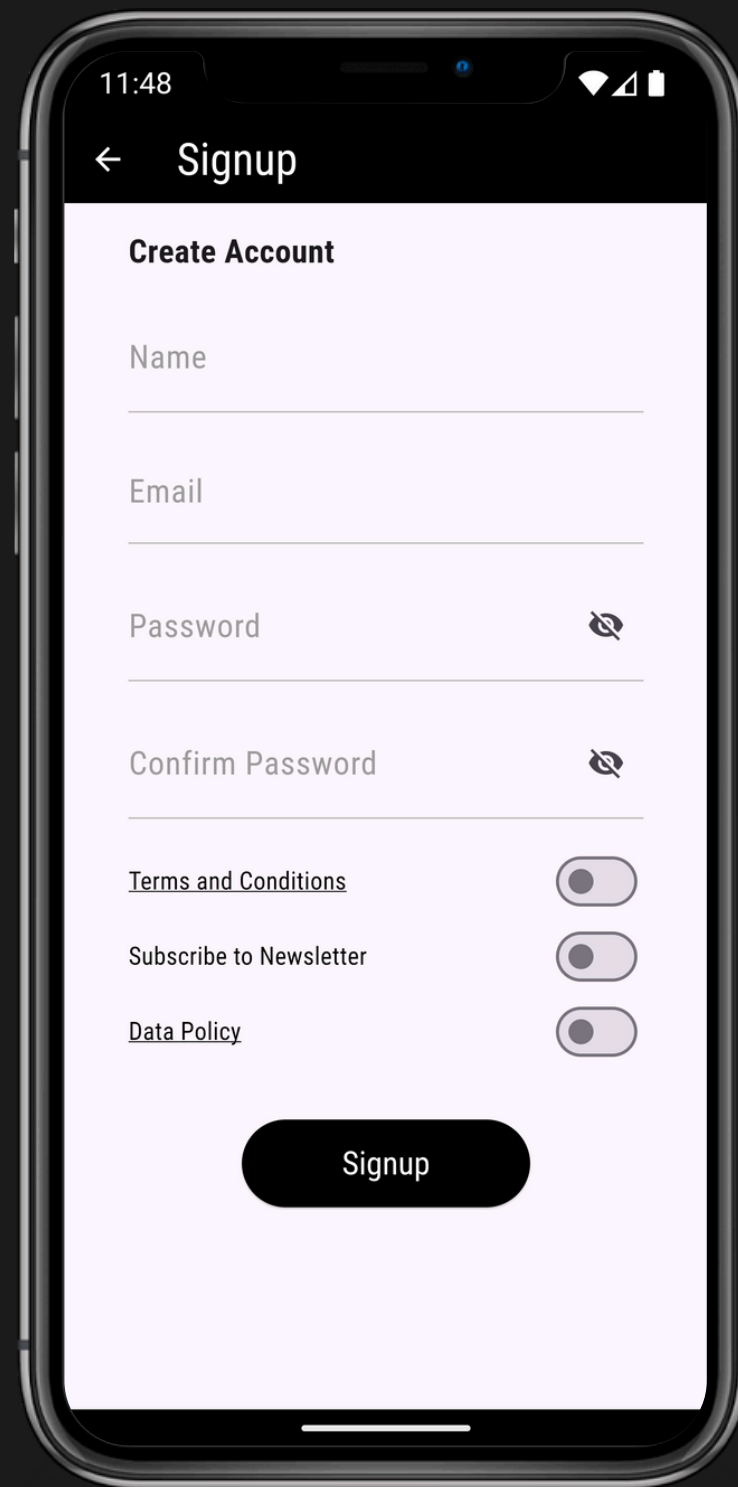 11:48
Signup
Create Account
Name
Email
Password
Confirm Password
Terms and Conditions
Subscribe to Newsletter
Data Policy
Signup